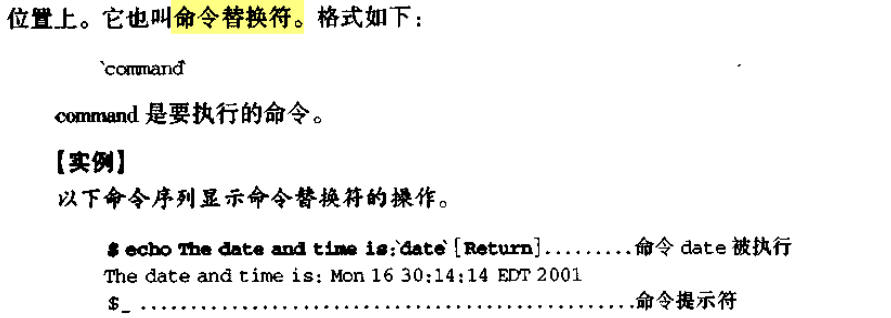 位置上。它也叫命令替换符。格式如下：
`command`
command 是要执行的命令。
【实例】
以下命令序列显示命令替换符的操作。
$ echo The date and time is:`date` [Return].........命令 date 被执行
The date and time is: Mon 16 30:14:14 EDT 2001
$_ ................................................命令提示符